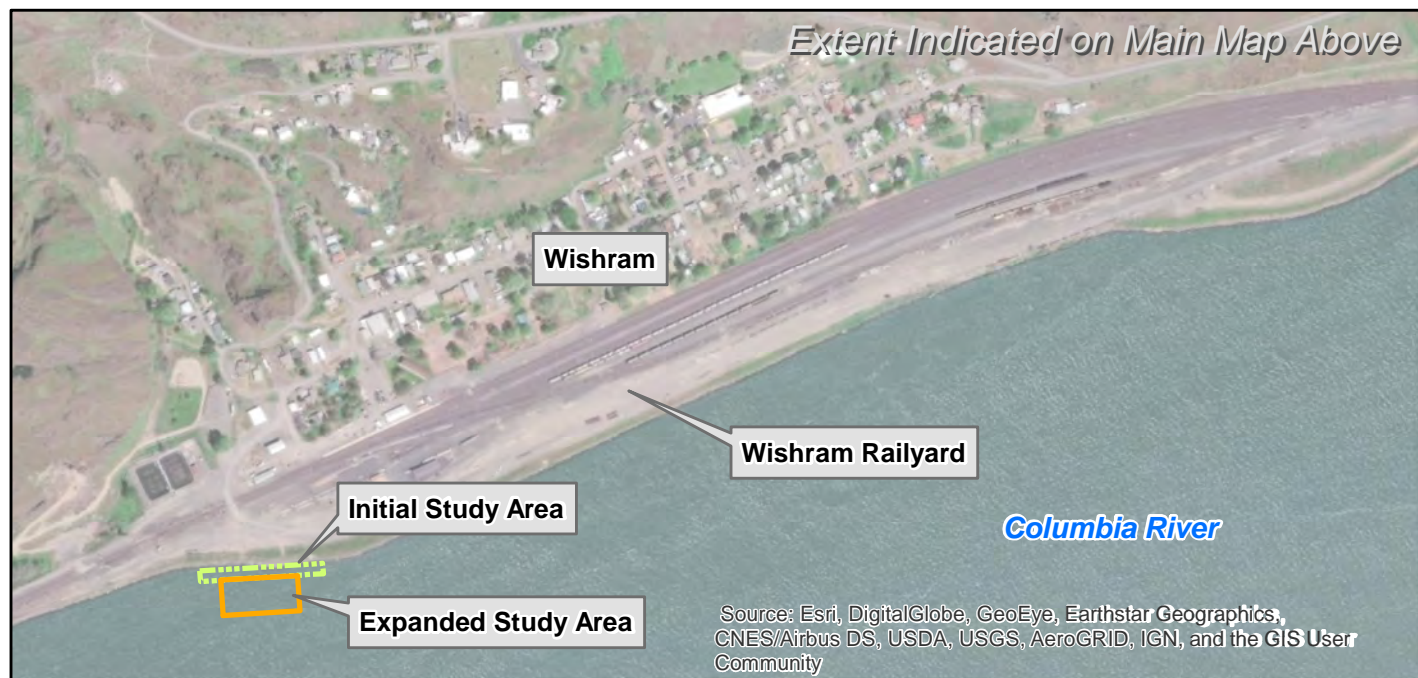 Extent Indicated on Main Map Above
Wishram
Wishram Railyard
Initial Study Area
Columbia River
Expanded Study Area
Source: Esri, DigitalGlobe, GeoEye, Earthstar Geographics,
CNES/Airbus DS, USDA, USGS, AeroGRID, IGN, and the GIS User
Community